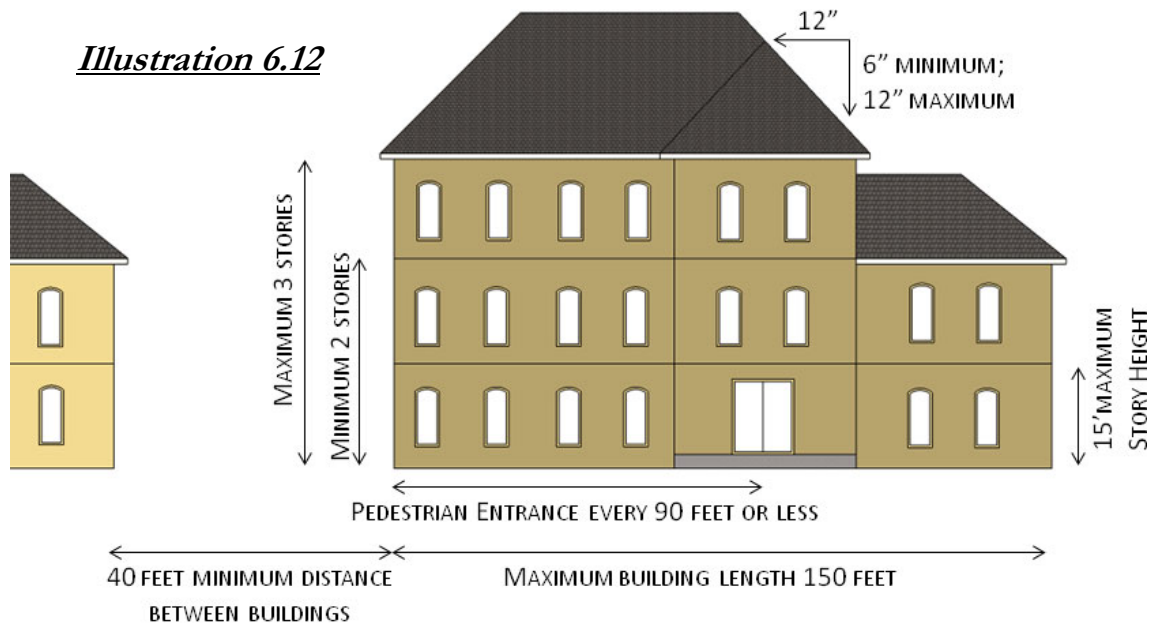 Illustration 6.12
12”
6” MINIMUM;
12” MAXIMUM
MAXIMUM 3 STORIES
MINIMUM 2 STORIES
15’MAXIMUM
STORY HEIGHT
PEDESTRIAN ENTRANCE EVERY 90 FEET OR LESS
40 FEET MINIMUM DISTANCE
BETWEEN BUILDINGS
MAXIMUM BUILDING LENGTH 150 FEET